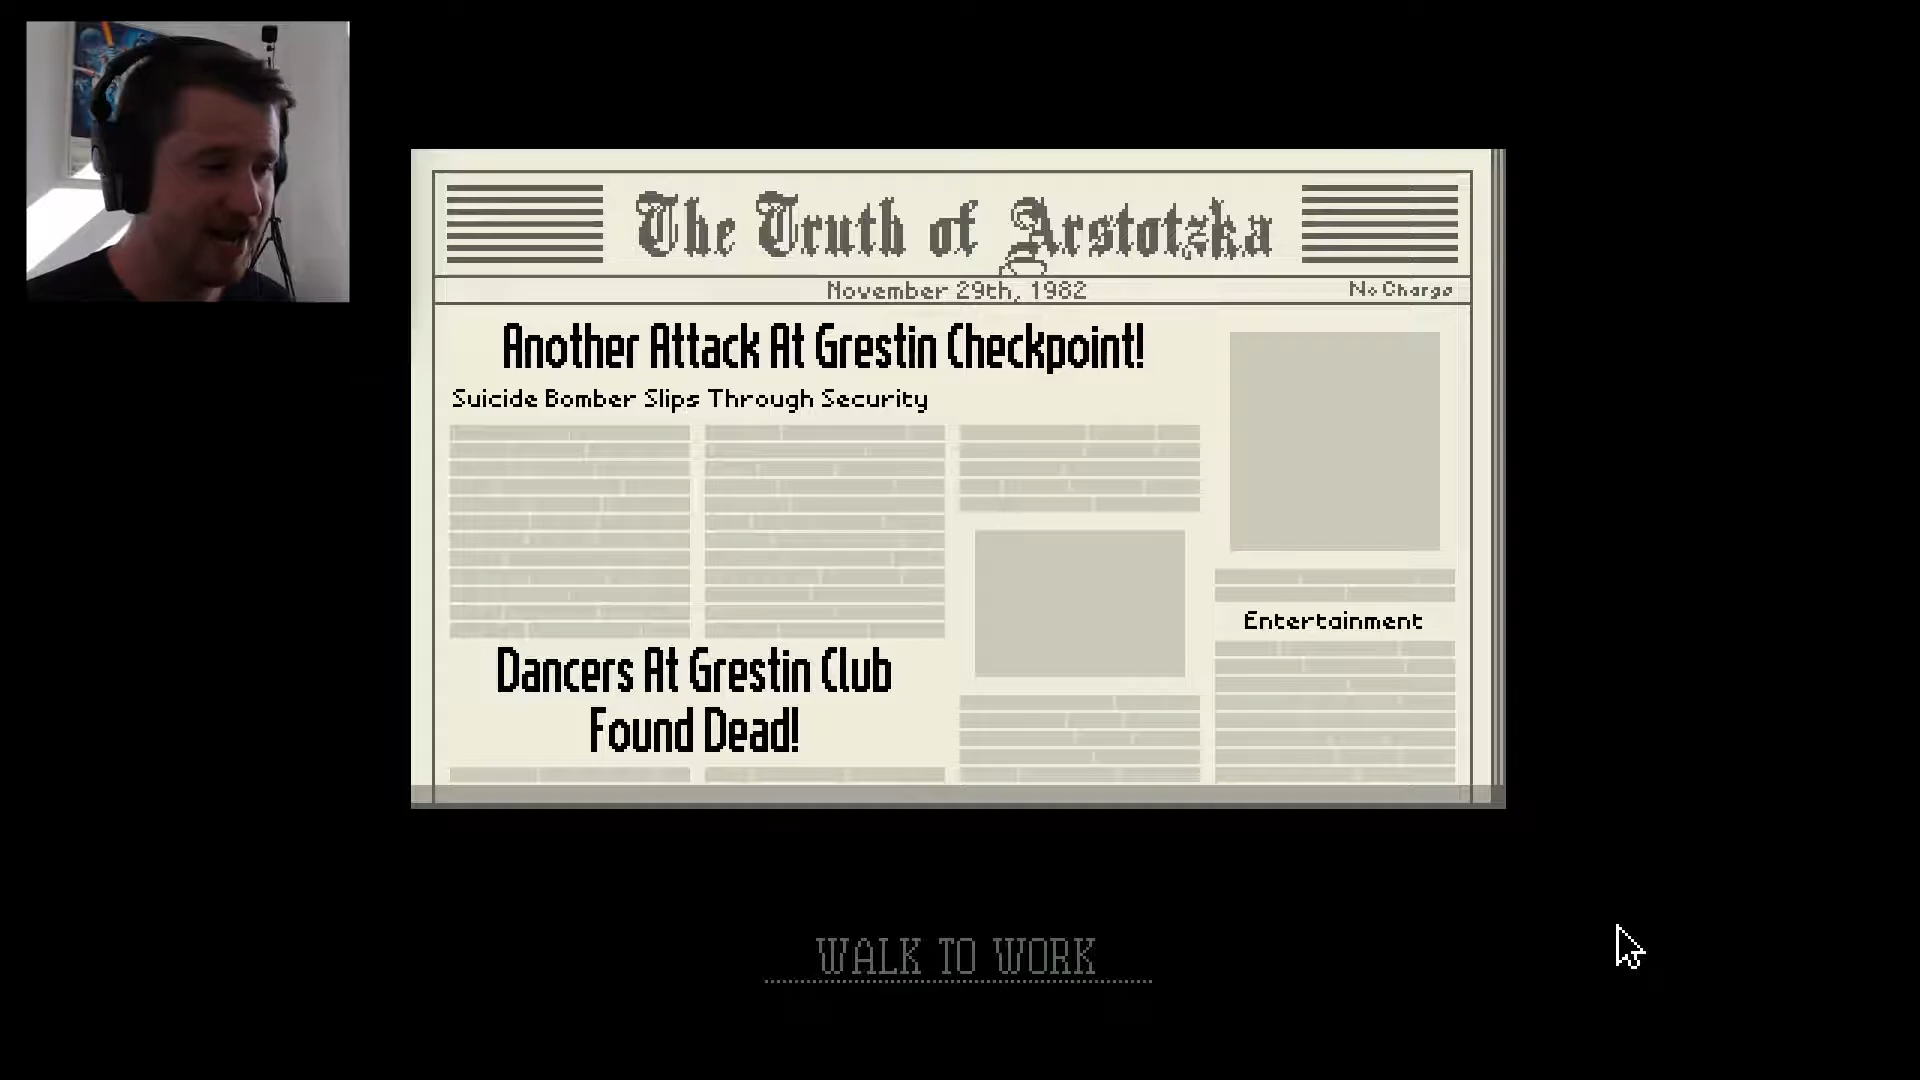 The Truth of Arstotzka
November 29th, 1982
No Charge
Another Attack At Grestin Checkpoint!
Suicide Bomber Slips Through Security
Entertainment
Dancers At Grestin Club
Found Dead!
WALK TO WORK